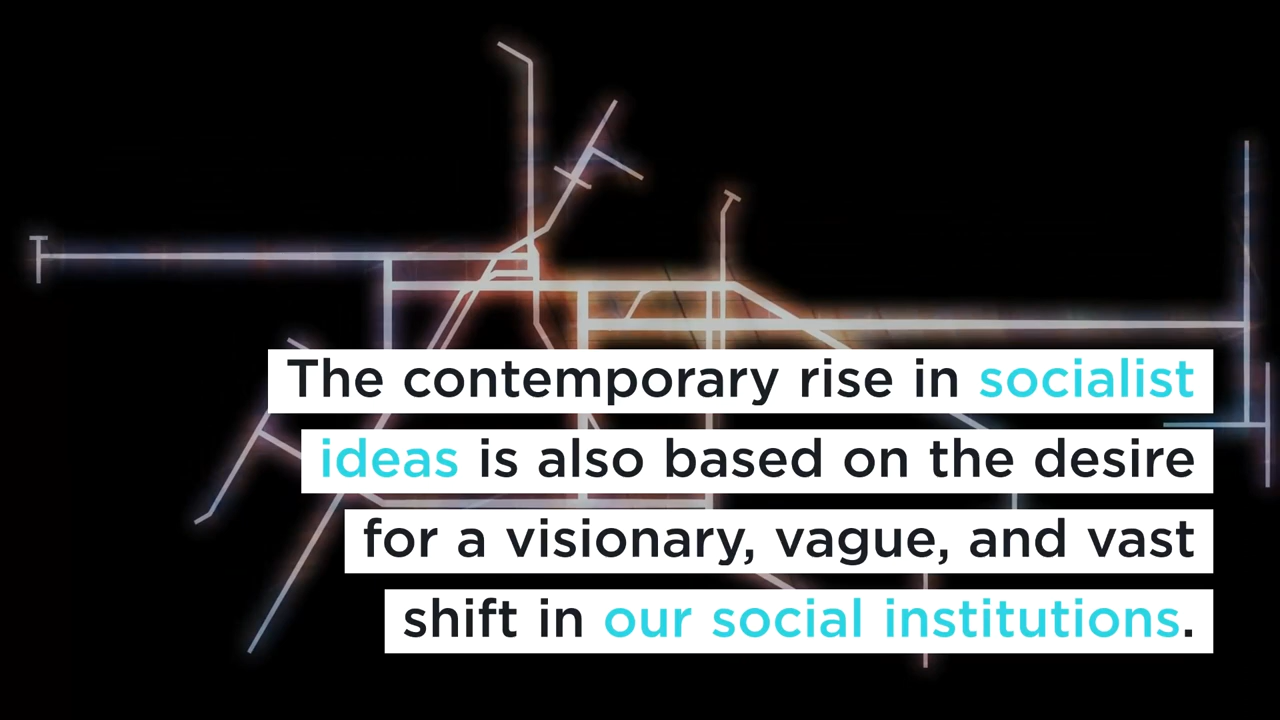 The contemporary rise in socialist
ideas is also based on the desire
for a visionary, vague, and vast
shift in our social institutions.